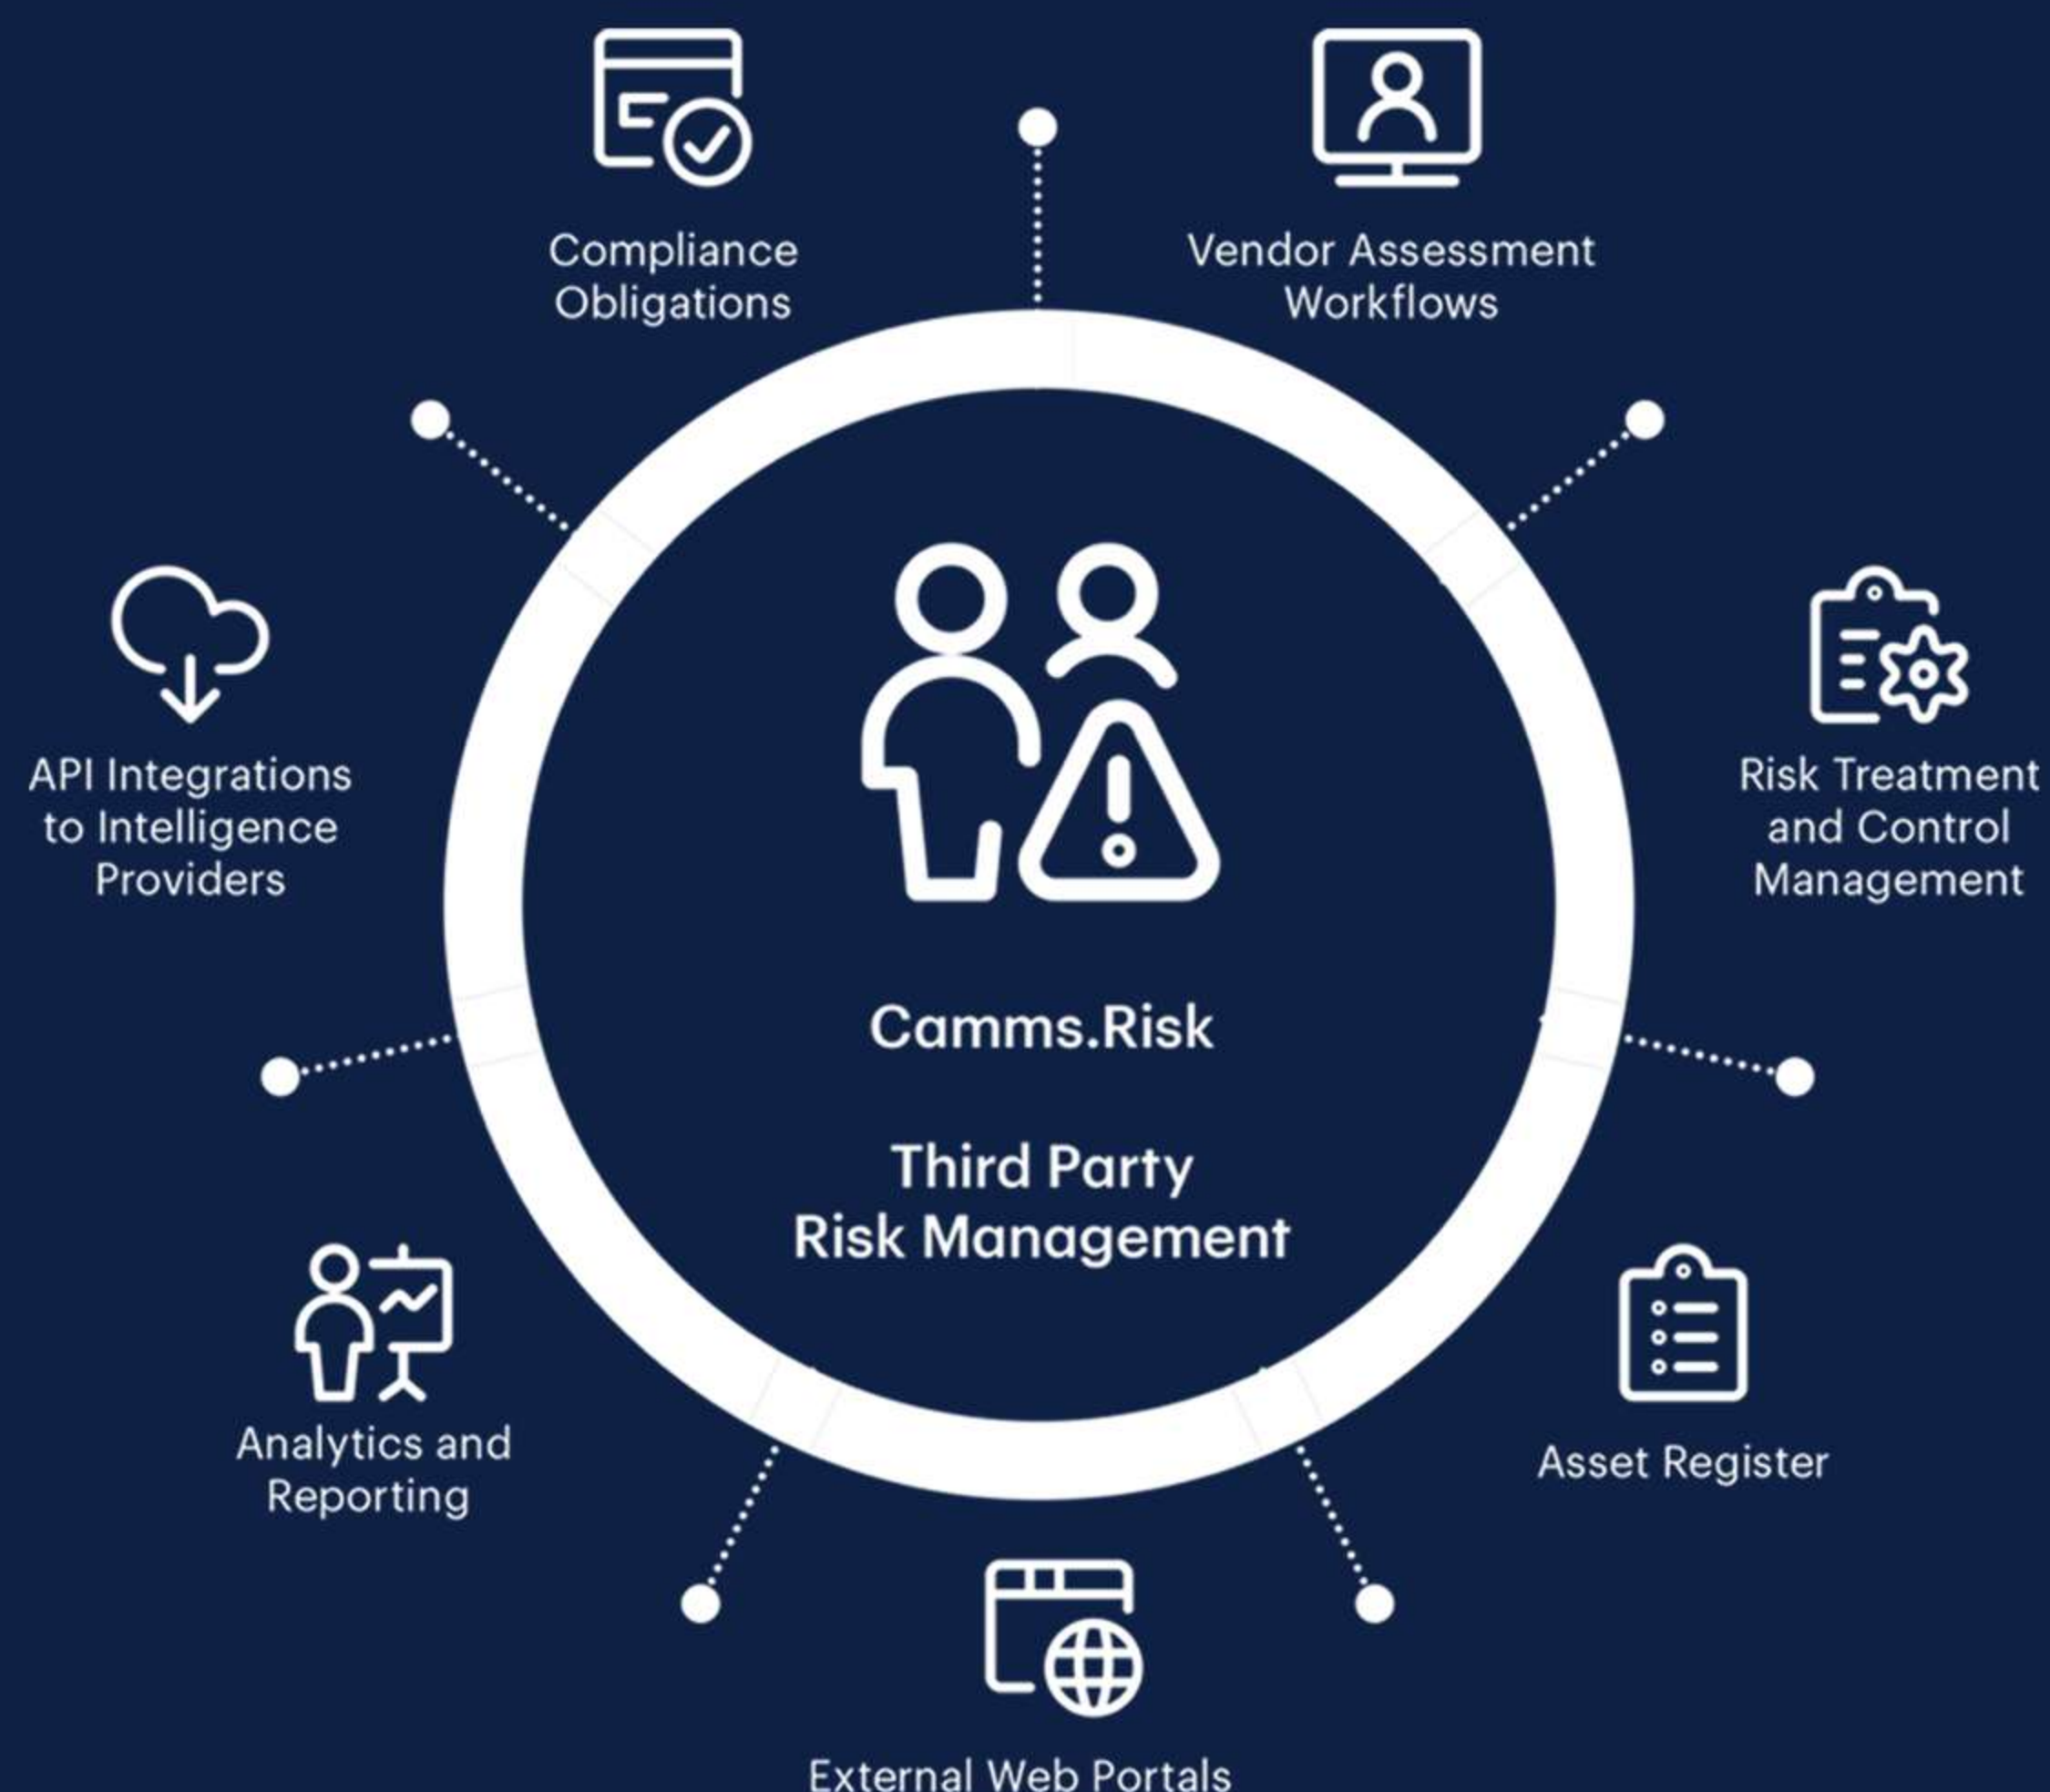 Compliance
Obligations
Vendor Assessment
Workflows
API Integrations
to Intelligence
Providers
Risk Treatment
and Control
Management
Camms.Risk
Third Party
Risk Management
Analytics and
Reporting
Asset Register
External Web Portals